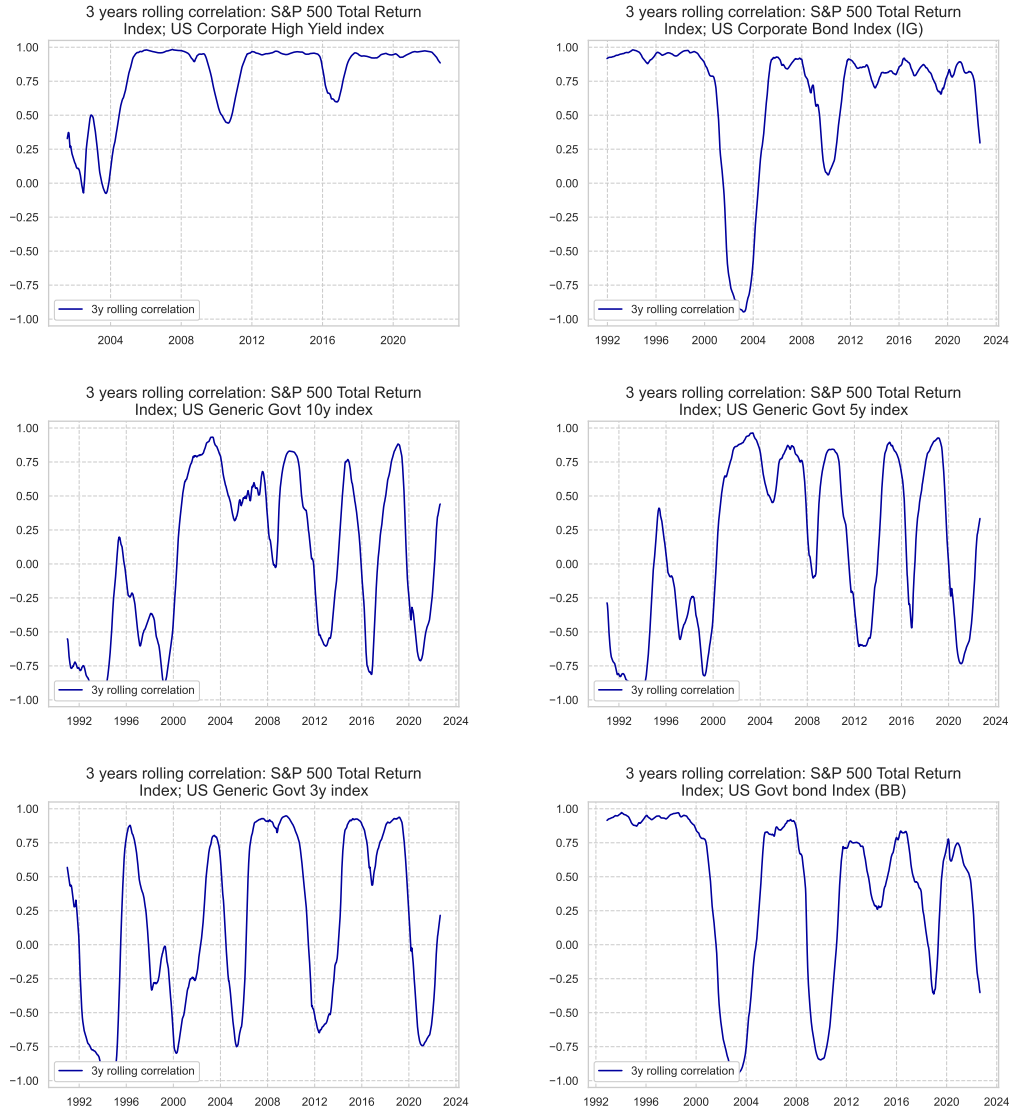 3 years rolling correlation: S&P 500 Total Return
Index; US Corporate High Yield index
1.00
0.75
0.50
0.25
0.00
−0.25
−0.50
−0.75
−1.00
3y rolling correlation
2004 2008 2012 2016 2020
3 years rolling correlation: S&P 500 Total Return
Index; US Corporate Bond Index (IG)
1.00
0.75
0.50
0.25
0.00
−0.25
−0.50
−0.75
−1.00
3y rolling correlation
1992 1996 2000 2004 2008 2012 2016 2020 2024
3 years rolling correlation: S&P 500 Total Return
Index; US Generic Govt 10y index
1.00
0.75
0.50
0.25
0.00
−0.25
−0.50
−0.75
−1.00
3y rolling correlation
1992 1996 2000 2004 2008 2012 2016 2020 2024
3 years rolling correlation: S&P 500 Total Return
Index; US Generic Govt 5y index
1.00
0.75
0.50
0.25
0.00
−0.25
−0.50
−0.75
−1.00
3y rolling correlation
1992 1996 2000 2004 2008 2012 2016 2020 2024
3 years rolling correlation: S&P 500 Total Return
Index; US Generic Govt 3y index
1.00
0.75
0.50
0.25
0.00
−0.25
−0.50
−0.75
−1.00
3y rolling correlation
1992 1996 2000 2004 2008 2012 2016 2020 2024
3 years rolling correlation: S&P 500 Total Return
Index; US Govt bond Index (BB)
1.00
0.75
0.50
0.25
0.00
−0.25
−0.50
−0.75
−1.00
3y rolling correlation
1992 1996 2000 2004 2008 2012 2016 2020 2024